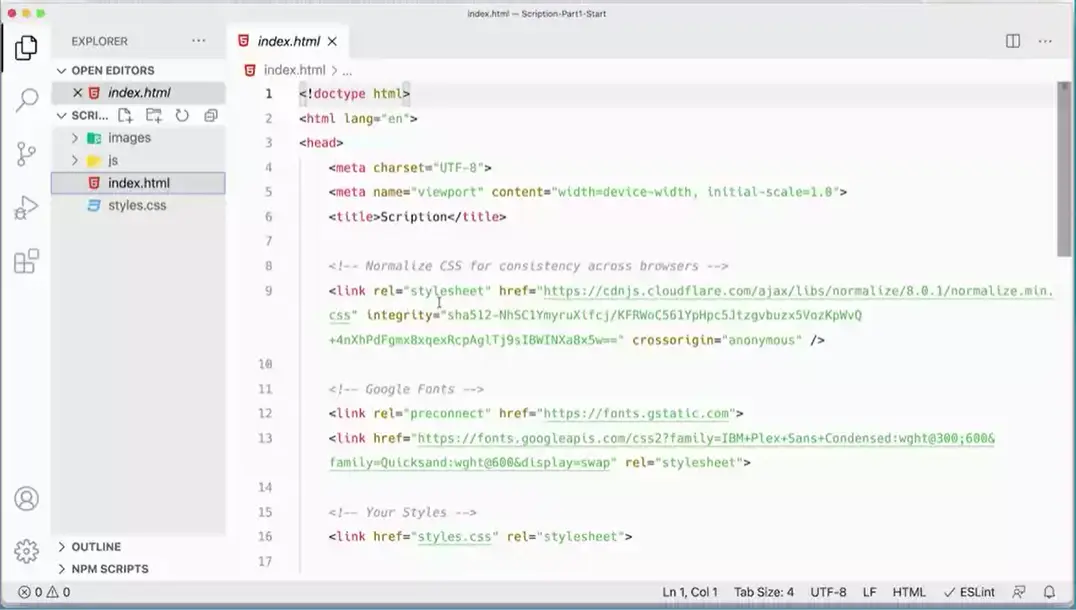 index.html — Scription-Part1-Start
EXPLORER
index.html
OPEN EDITORS
index.html
SCRI...
images
js
index.html
styles.css
OUTLINE
NPM SCRIPTS
index.html > ...
1 <!doctype html>
2 <html lang="en">
3 <head>
4 <meta charset="UTF-8">
5 <meta name="viewport" content="width=device-width, initial-scale=1.0">
6 <title>Scription</title>
7
8 <!-- Normalize CSS for consistency across browsers -->
9 <link rel="stylesheet" href="https://cdnjs.cloudflare.com/ajax/libs/normalize/8.0.1/normalize.min.
css" integrity="sha512-NhSC1YmyruXifcj/KFRWoC561YpHpc5Jtzgvbuzx5VozKpWvQ
+4nXhPdFgmx8xqexRcpAglTj9sIBWINXa8x5w==" crossorigin="anonymous" />
10
11 <!-- Google Fonts -->
12 <link rel="preconnect" href="https://fonts.gstatic.com">
13 <link href="https://fonts.googleapis.com/css2?family=IBM+Plex+Sans+Condensed:wght@300;600&
family=Quicksand:wght@600&display=swap" rel="stylesheet">
14
15 <!-- Your Styles -->
16 <link href="styles.css" rel="stylesheet">
17
0 0
Ln 1, Col 1 Tab Size: 4 UTF-8 LF HTML ESLint